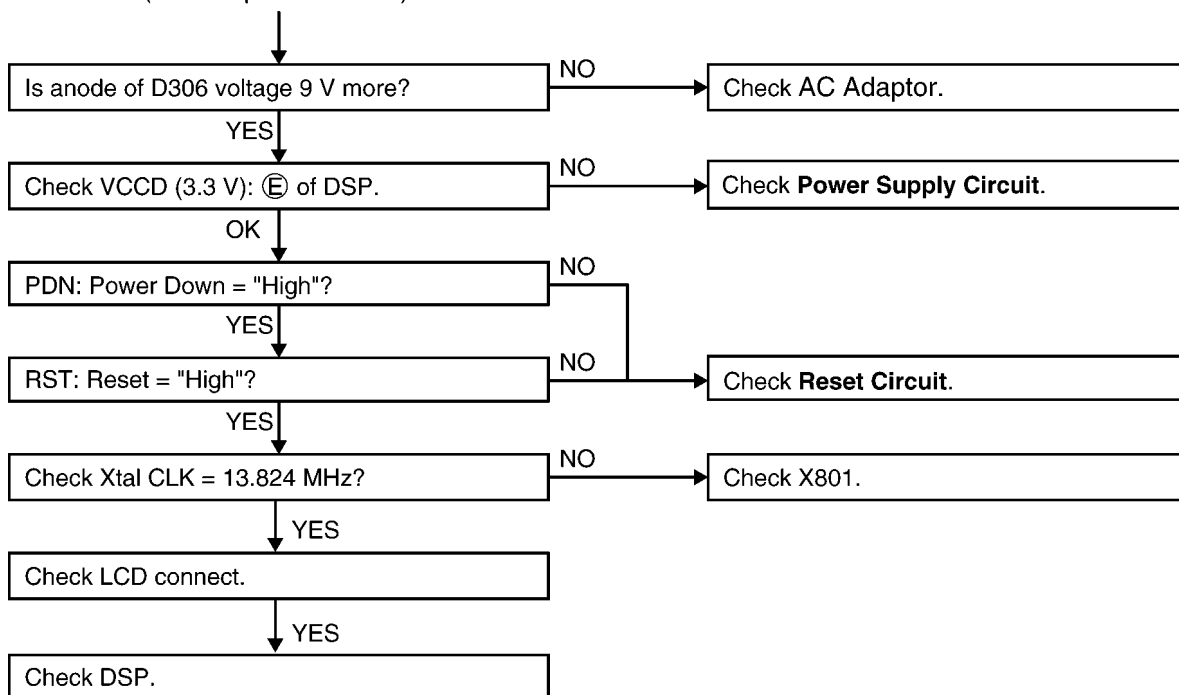 Is anode of D306 voltage 9 V more?
NO
Check AC Adaptor.
YES
Check VCCD (3.3 V): Ⓔ of DSP.
NO
Check Power Supply Circuit.
OK
PDN: Power Down = "High"?
NO
YES
RST: Reset = "High"?
NO
Check Reset Circuit.
YES
Check Xtal CLK = 13.824 MHz?
NO
Check X801.
YES
Check LCD connect.
YES
Check DSP.